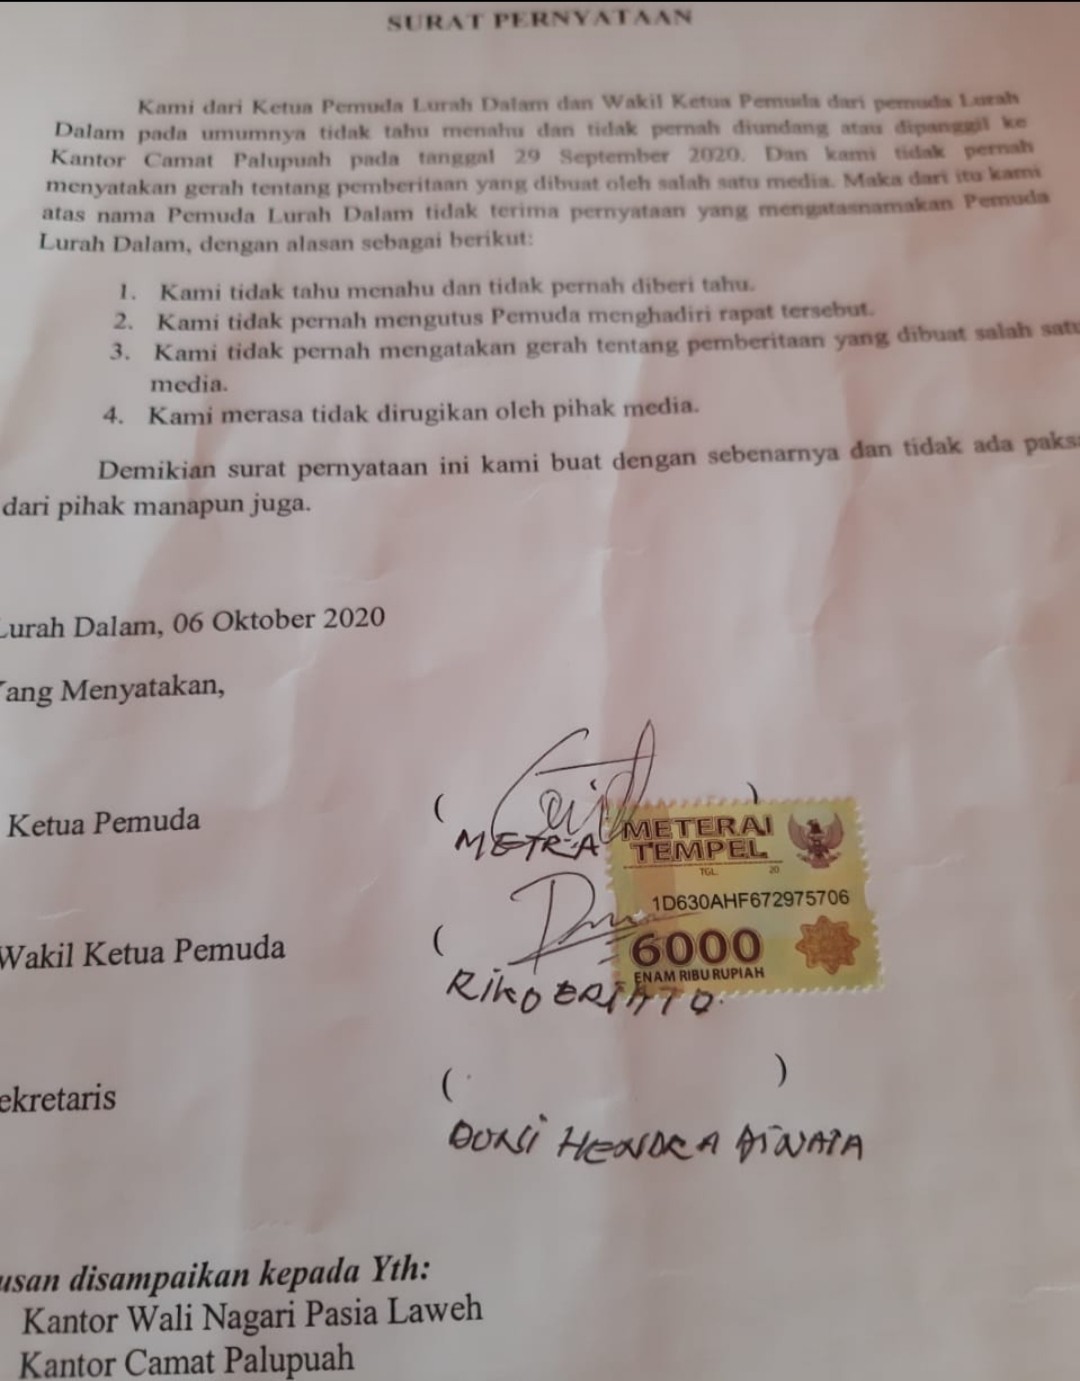 SURAT PERNYATAAN
Kami dari Ketua Pemuda Lurah Dalam dan Wakil Ketua Pemuda dari pemuda Lurah
Dalam pada umumnya tidak tahu menahu dan tidak pernah diundang atau dipanggil ke
Kantor Camat Palupuah pada tanggal 29 September 2020. Dan kami tidak pernah
menyatakan gerah tentang pemberitaan yang dibuat oleh salah satu media. Maka dari itu kami
atas nama Pemuda Lurah Dalam tidak terima pernyataan yang mengatasnamakan Pemuda
Lurah Dalam, dengan alasan sebagai berikut:
1. Kami tidak tahu menahu dan tidak pernah diberi tahu.
2. Kami tidak pernah mengutus Pemuda menghadiri rapat tersebut.
3. Kami tidak pernah mengatakan gerah tentang pemberitaan yang dibuat salah satu
media.
4. Kami merasa tidak dirugikan oleh pihak media.
Demikian surat pernyataan ini kami buat dengan sebenarnya dan tidak ada paksa
dari pihak manapun juga.
Lurah Dalam, 06 Oktober 2020
Yang Menyatakan,
Ketua Pemuda ( )
METRA
METERAI
TEMPEL
TGL. 20
1D630AHF672975706
6000
ENAM RIBU RUPIAH
Wakil Ketua Pemuda (
RIKO ERIANTO.
ekretaris ( )
HENDRA
usan disampaikan kepada Yth:
Kantor Wali Nagari Pasia Laweh
Kantor Camat Palupuah